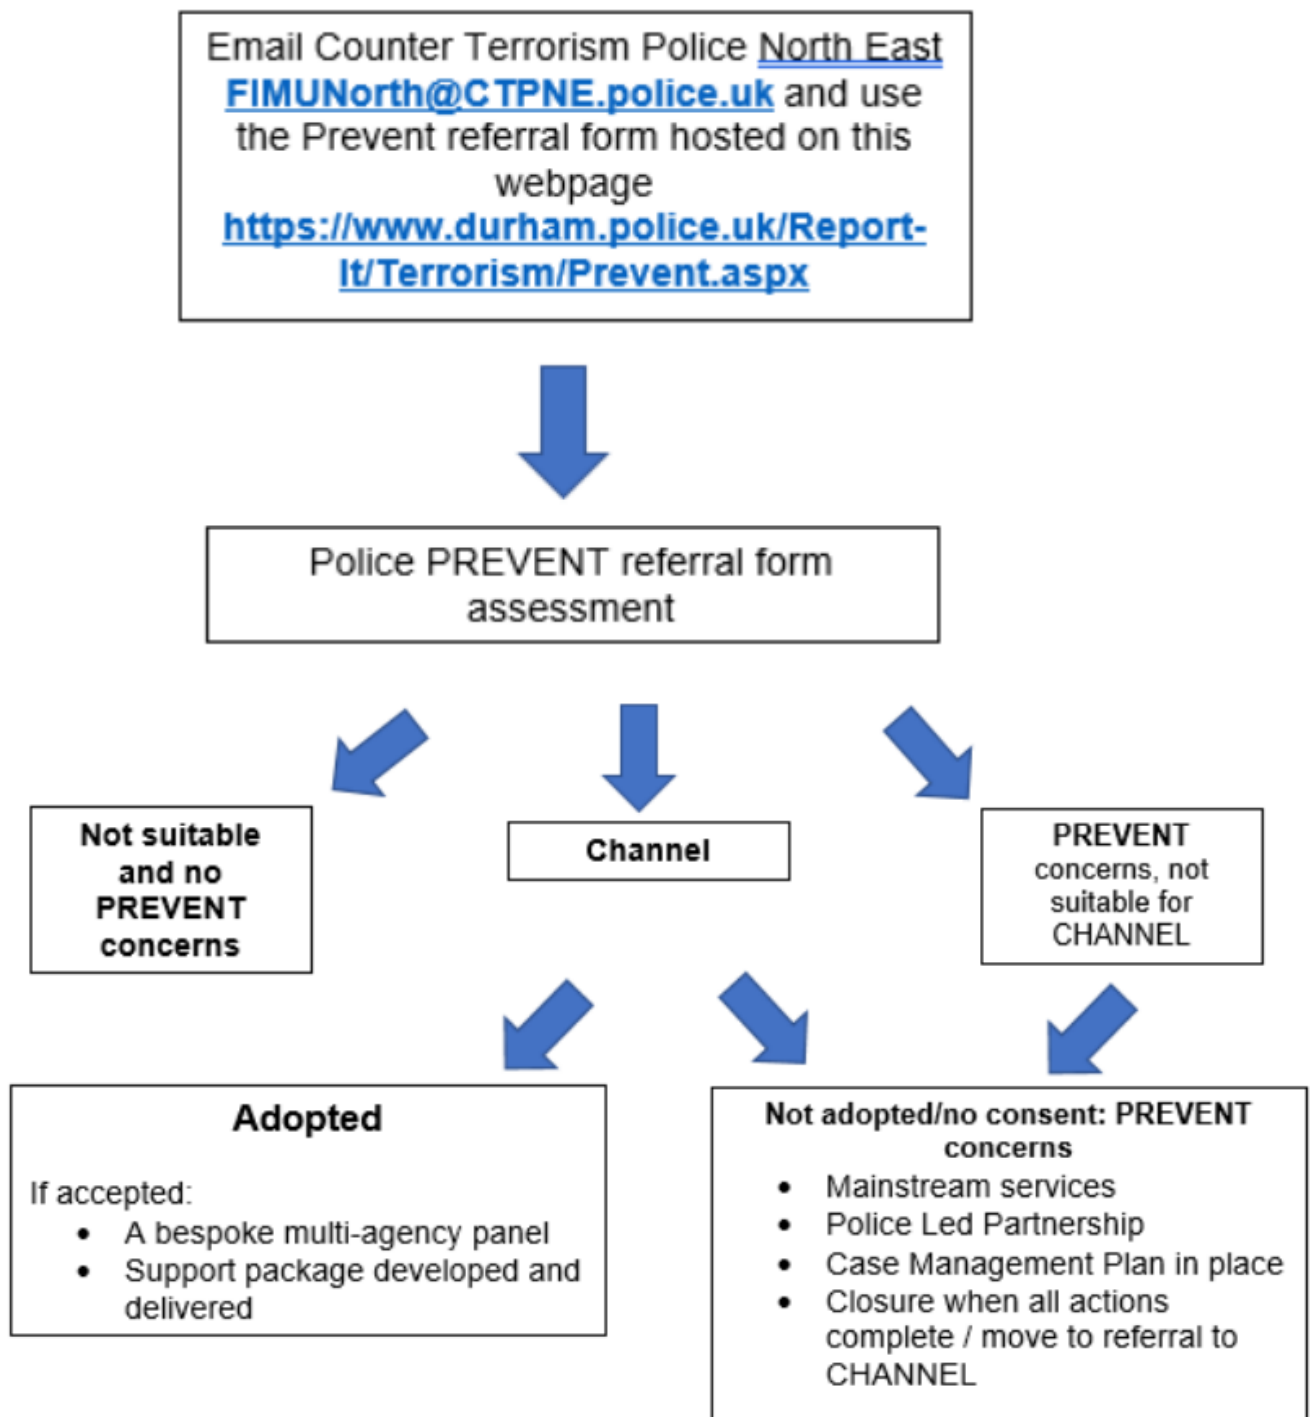 Email Counter Terrorism Police North East
FIMUNorth@CTPNE.police.uk and use
the Prevent referral form hosted on this
webpage
https://www.durham.police.uk/Report-
It/Terrorism/Prevent.aspx
Police PREVENT referral form
assessment
Not suitable
and no
PREVENT
concerns
Channel
PREVENT
concerns, not
suitable for
CHANNEL
Adopted
If accepted:
• A bespoke multi-agency panel
• Support package developed and
delivered
Not adopted/no consent: PREVENT
concerns
• Mainstream services
• Police Led Partnership
• Case Management Plan in place
• Closure when all actions
complete / move to referral to
CHANNEL